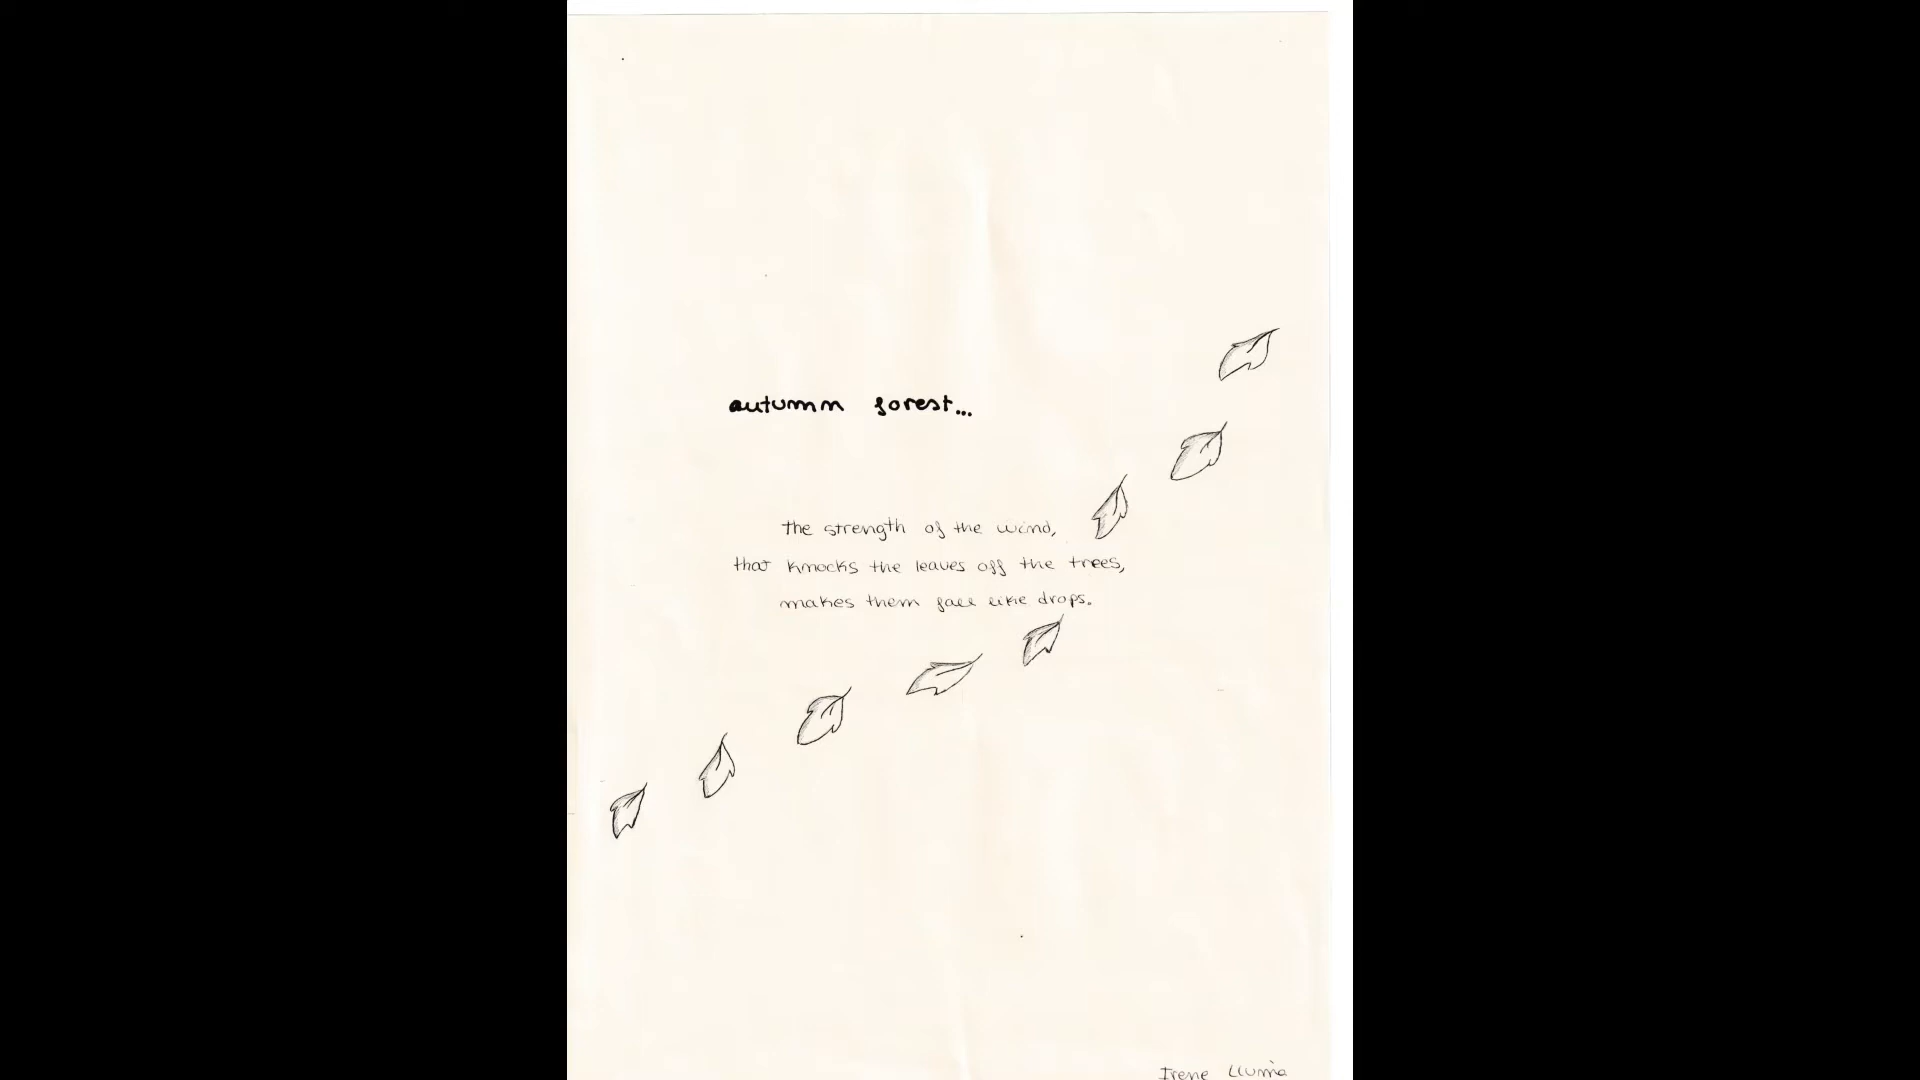 autumn forest...
the strength of the wind,
that knocks the leaves off the trees,
makes them fall like drops.
Irene Llumà